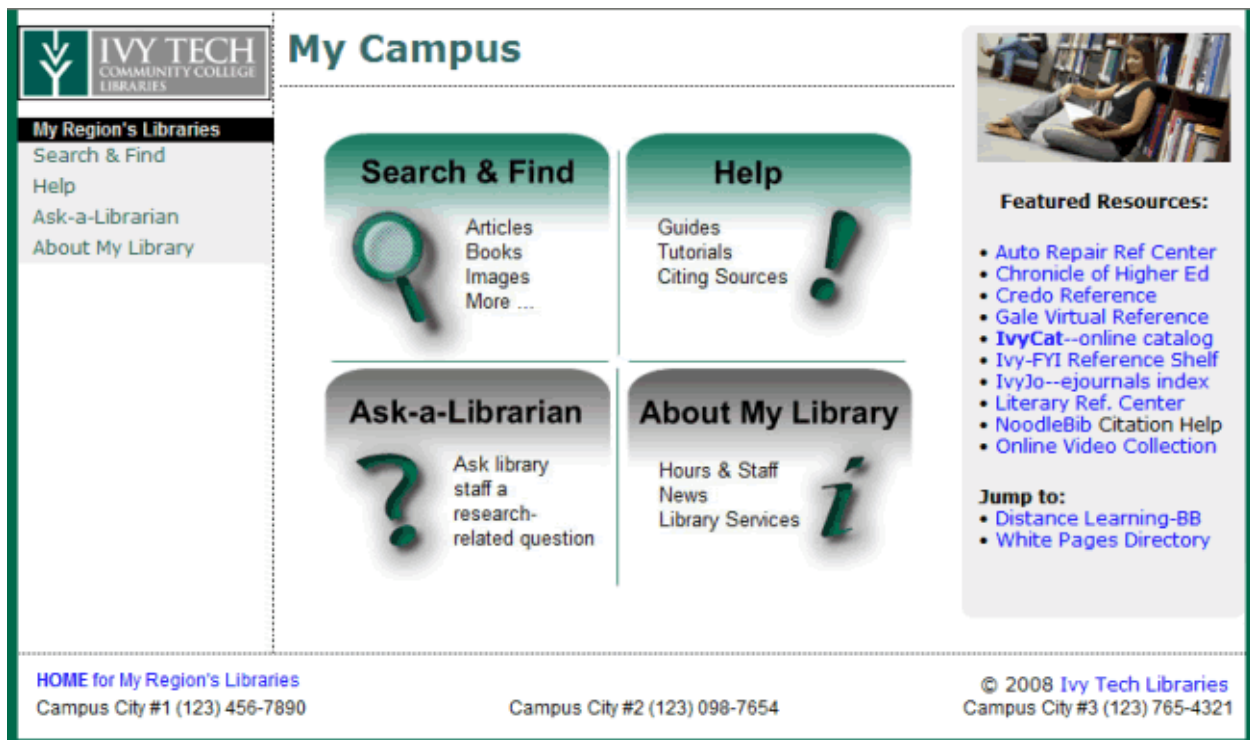 IVY TECH
COMMUNITY COLLEGE
LIBRARIES
My Region's Libraries
Search & Find
Help
Ask-a-Librarian
About My Library
My Campus
Search & Find
Articles
Books
Images
More ...
Help
Guides
Tutorials
Citing Sources
Ask-a-Librarian
Ask library
staff a
research-
related question
About My Library
Hours & Staff
News
Library Services
Featured Resources:
• Auto Repair Ref Center
• Chronicle of Higher Ed
• Credo Reference
• Gale Virtual Reference
• IvyCat--online catalog
• Ivy-FYI Reference Shelf
• IvyJo--ejournals index
• Literary Ref. Center
• NoodleBib Citation Help
• Online Video Collection
Jump to:
• Distance Learning-BB
• White Pages Directory
HOME for My Region's Libraries
© 2008 Ivy Tech Libraries
Campus City #1 (123) 456-7890
Campus City #2 (123) 098-7654
Campus City #3 (123) 765-4321